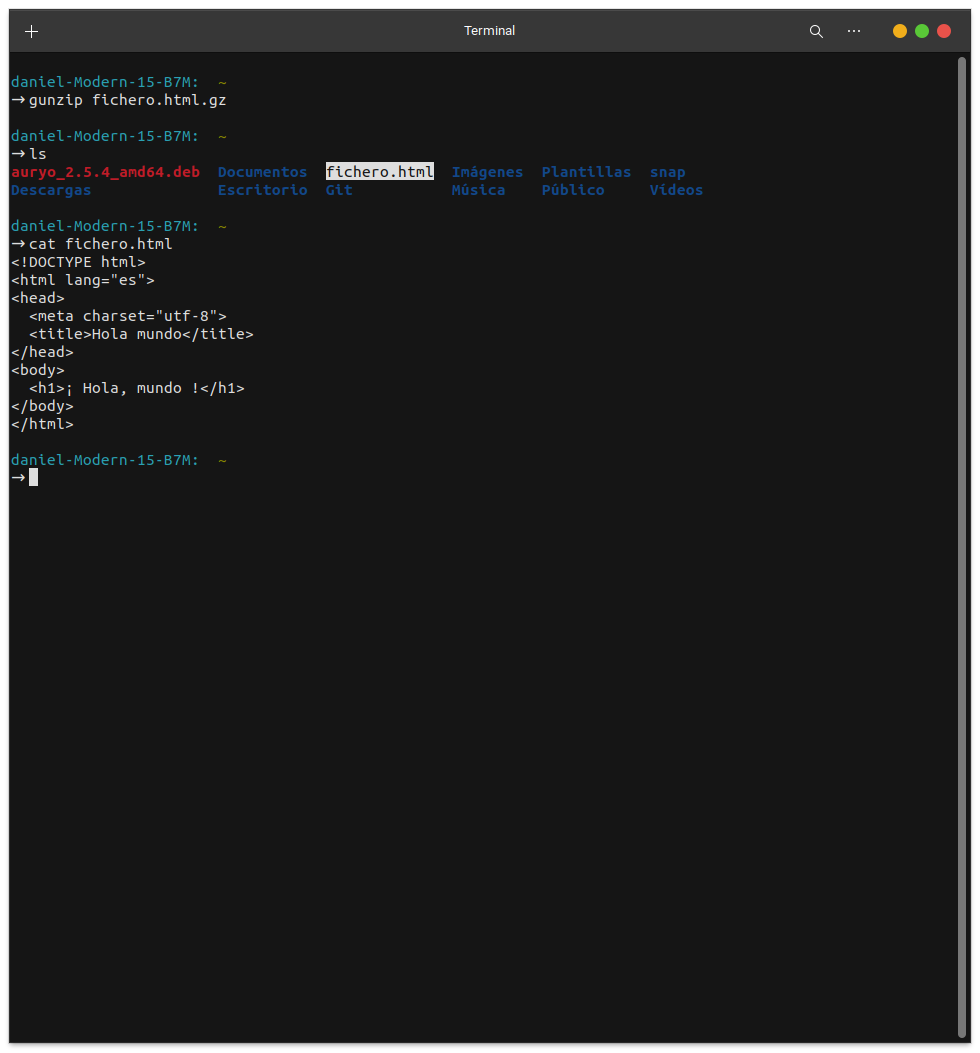 Terminal
daniel-Modern-15-B7M:  ~
→gunzip fichero.html.gz
daniel-Modern-15-B7M:  ~
→ls
auryo_2.5.4_amd64.deb  Documentos  fichero.html  Imágenes  Plantillas  snap
Descargas              Escritorio  Git           Música    Público     Vídeos
daniel-Modern-15-B7M:  ~
→cat fichero.html
<!DOCTYPE html>
<html lang="es">
<head>
  <meta charset="utf-8">
  <title>Hola mundo</title>
</head>
<body>
  <h1>¡ Hola, mundo !</h1>
</body>
</html>
daniel-Modern-15-B7M:  ~
→